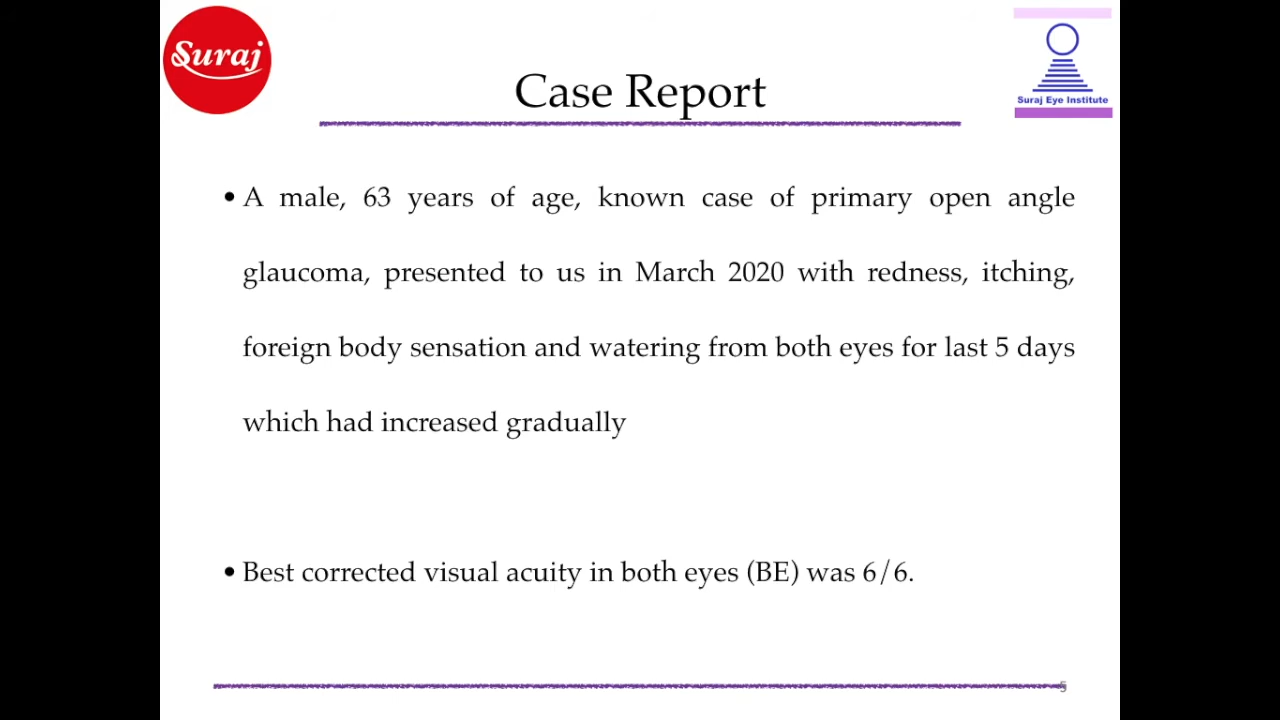 Suraj
Suraj Eye Institute
Case Report
• A male, 63 years of age, known case of primary open angle
glaucoma, presented to us in March 2020 with redness, itching,
foreign body sensation and watering from both eyes for last 5 days
which had increased gradually
• Best corrected visual acuity in both eyes (BE) was 6/6.
5